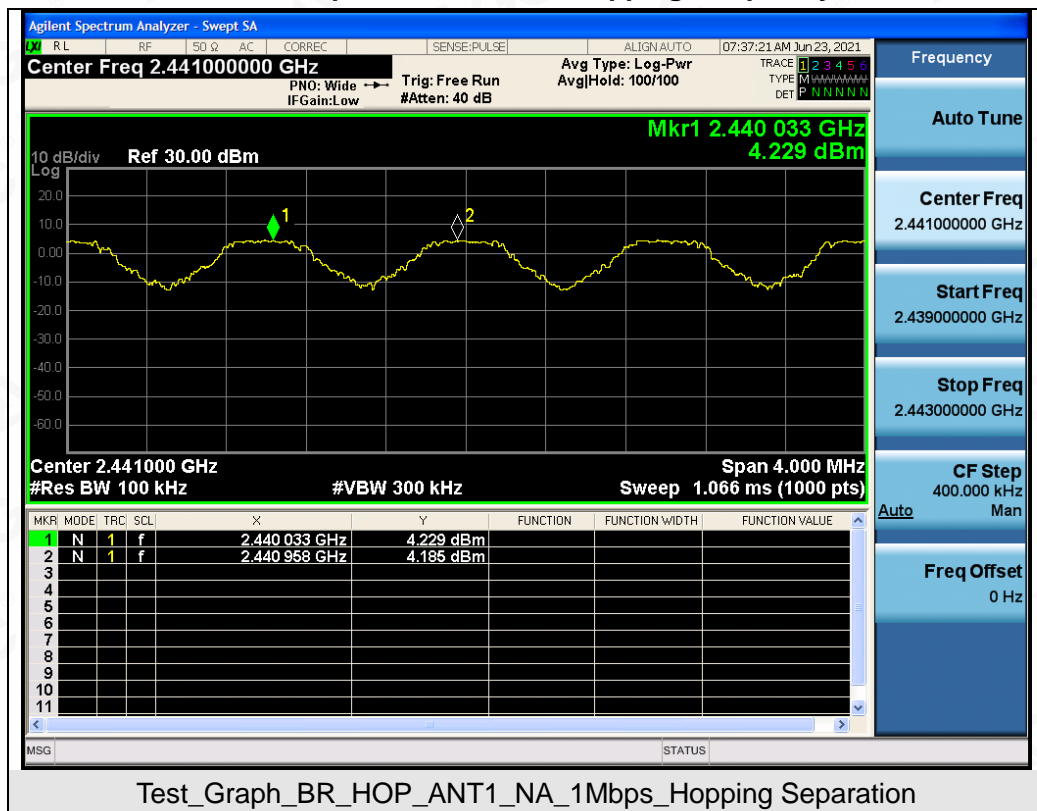 Agilent Spectrum Analyzer - Swept SA
LXI RL RF 50 Ω AC CORREC SENSE:PULSE ALIGN AUTO 07:37:21 AM Jun 23, 2021
Center Freq 2.441000000 GHz
PNO: Wide
IFGain:Low
Trig: Free Run
#Atten: 40 dB
Avg Type: Log-Pwr
Avg|Hold: 100/100
TRACE 1 2 3 4 5 6
TYPE M WWWWW
DET P N N N N N
Mkr1 2.440 033 GHz
4.229 dBm
10 dB/div Ref 30.00 dBm
Log
20.0
10.0
0.00
-10.0
-20.0
-30.0
-40.0
-50.0
-60.0
1
2
Center 2.441000 GHz Span 4.000 MHz
#Res BW 100 kHz #VBW 300 kHz Sweep 1.066 ms (1000 pts)
MKR MODE TRC SCL X Y FUNCTION FUNCTION WIDTH FUNCTION VALUE
1 N 1 f 2.440 033 GHz 4.229 dBm
2 N 1 f 2.440 958 GHz 4.185 dBm
3
4
5
6
7
8
9
10
11
MSG STATUS
Frequency
Auto Tune
Center Freq
2.441000000 GHz
Start Freq
2.439000000 GHz
Stop Freq
2.443000000 GHz
CF Step
400.000 kHz
Auto Man
Freq Offset
0 Hz
Test_Graph_BR_HOP_ANT1_NA_1Mbps_Hopping Separation